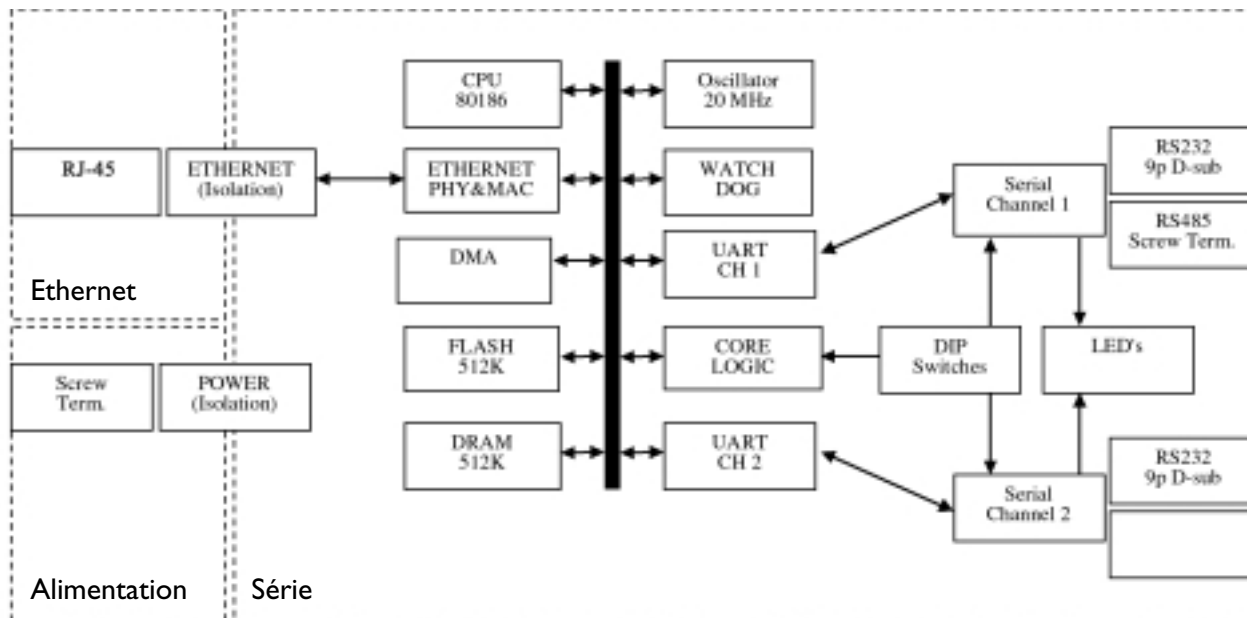 CPU
80186
Oscillator
20 MHz
RJ-45
ETHERNET
(Isolation)
ETHERNET
PHY&MAC
WATCH
DOG
Serial
Channel 1
RS232
9p D-sub
RS485
Screw Term.
DMA
UART
CH 1
Ethernet
FLASH
512K
CORE
LOGIC
DIP
Switches
LED's
Screw
Term.
POWER
(Isolation)
DRAM
512K
UART
CH 2
Serial
Channel 2
RS232
9p D-sub
Alimentation
Série